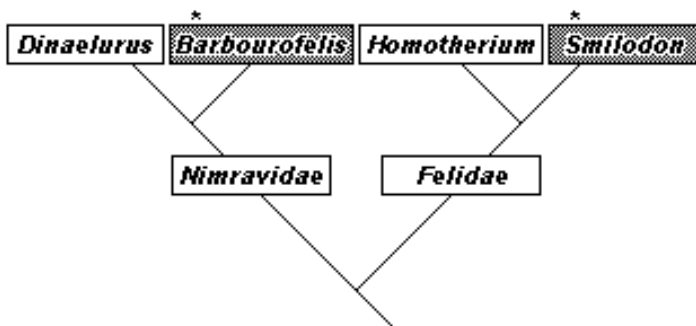 * *
Dinaelurus Barbourofelis Homotherium Smilodon
Nimravidae Felidae